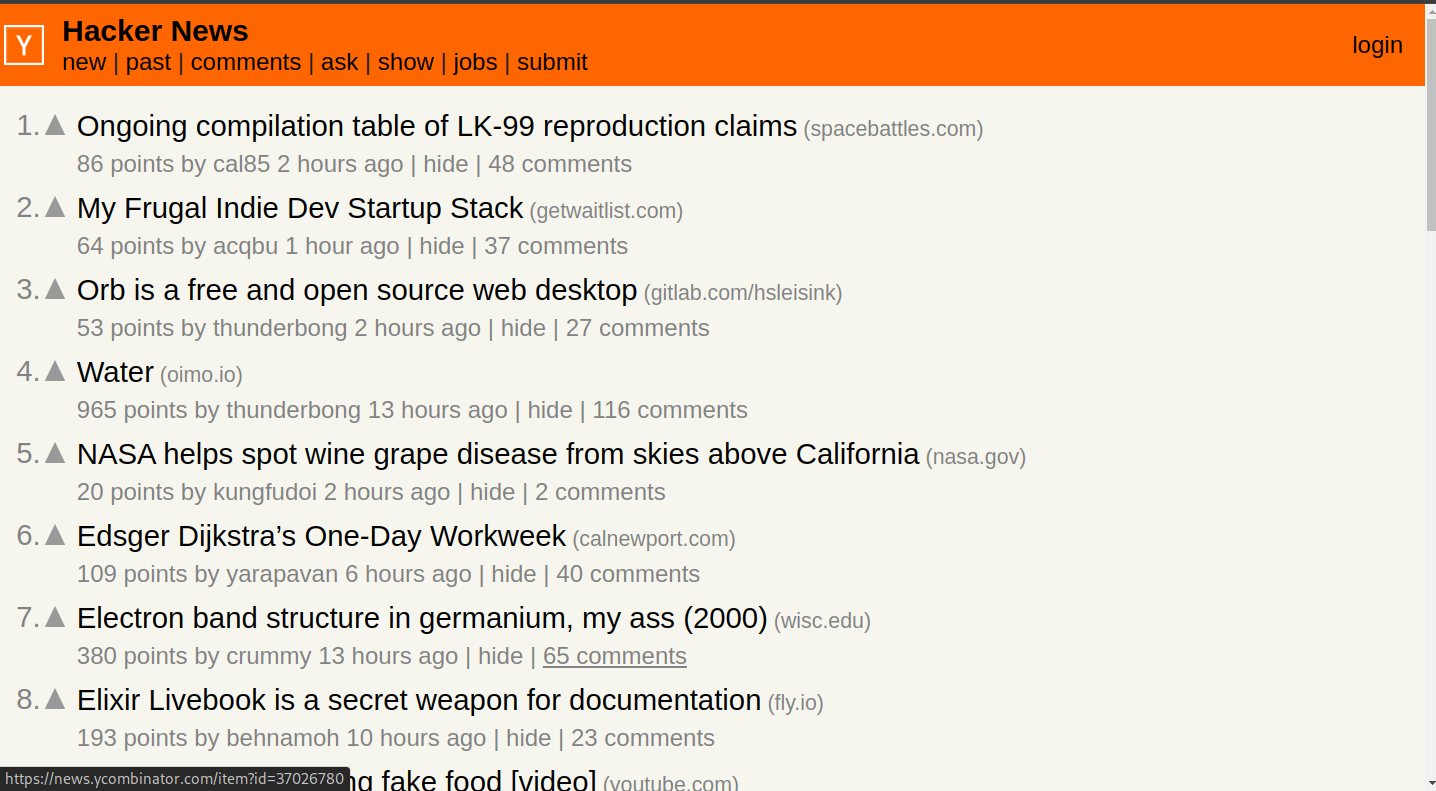 Y
Hacker News
new | past | comments | ask | show | jobs | submit
login
1. ▲ Ongoing compilation table of LK-99 reproduction claims (spacebattles.com)
86 points by cal85 2 hours ago | hide | 48 comments
2. ▲ My Frugal Indie Dev Startup Stack (getwaitlist.com)
64 points by acqbu 1 hour ago | hide | 37 comments
3. ▲ Orb is a free and open source web desktop (gitlab.com/hsleisink)
53 points by thunderbong 2 hours ago | hide | 27 comments
4. ▲ Water (oimo.io)
965 points by thunderbong 13 hours ago | hide | 116 comments
5. ▲ NASA helps spot wine grape disease from skies above California (nasa.gov)
20 points by kungfudoi 2 hours ago | hide | 2 comments
6. ▲ Edsger Dijkstra’s One-Day Workweek (calnewport.com)
109 points by yarapavan 6 hours ago | hide | 40 comments
7. ▲ Electron band structure in germanium, my ass (2000) (wisc.edu)
380 points by crummy 13 hours ago | hide | 65 comments
8. ▲ Elixir Livebook is a secret weapon for documentation (fly.io)
193 points by behnamoh 10 hours ago | hide | 23 comments
fake food [video] (youtube.com)
https://news.ycombinator.com/item?id=37026780